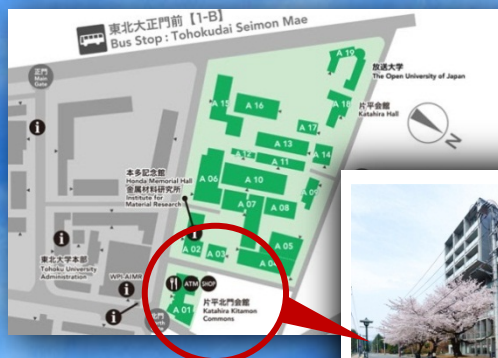 東北大正門前【1-B】
Bus Stop : Tohokudai Seimon Mae
正門
Main
Gate
A 19
放送大学
The Open University of Japan
A 15
A 16
A 18
片平会館
Katahira Hall
A 17
A 13
A 12
A 11
A 14
N
本多記念館
Honda Memorial Hall
金属材料研究所
Institute for
Material Research
A 06
A 10
A 09
A 07
A 08
東北大学本部
Tohoku University
Administration
A 02
A 03
A 05
A 04
WPI-AIMR
ATM
SHOP
A 01
片平北門会館
Katahira Kitamon
Commons
北門